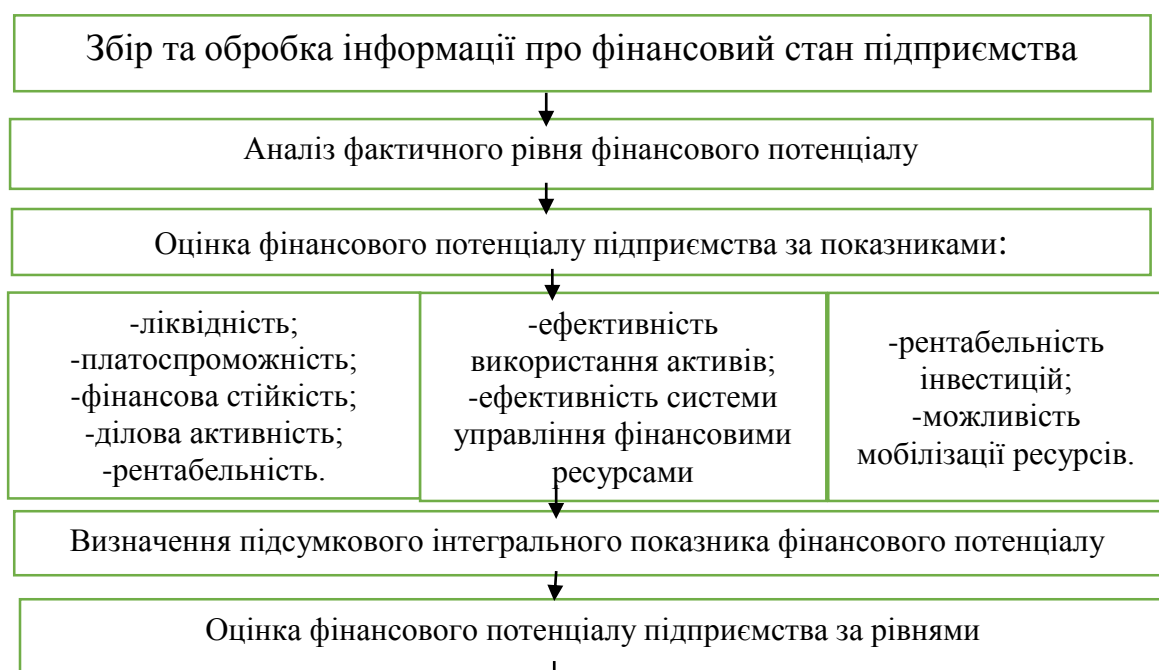 Збір та обробка інформації про фінансовий стан підприємства
Аналіз фактичного рівня фінансового потенціалу
Оцінка фінансового потенціалу підприємства за показниками:
-ліквідність;
-платоспроможність;
-фінансова стійкість;
-ділова активність;
-рентабельність.
-ефективність
використання активів;
-ефективність системи
управління фінансовими
ресурсами
-рентабельність
інвестицій;
-можливість
мобілізації ресурсів.
Визначення підсумкового інтегрального показника фінансового потенціалу
Оцінка фінансового потенціалу підприємства за рівнями